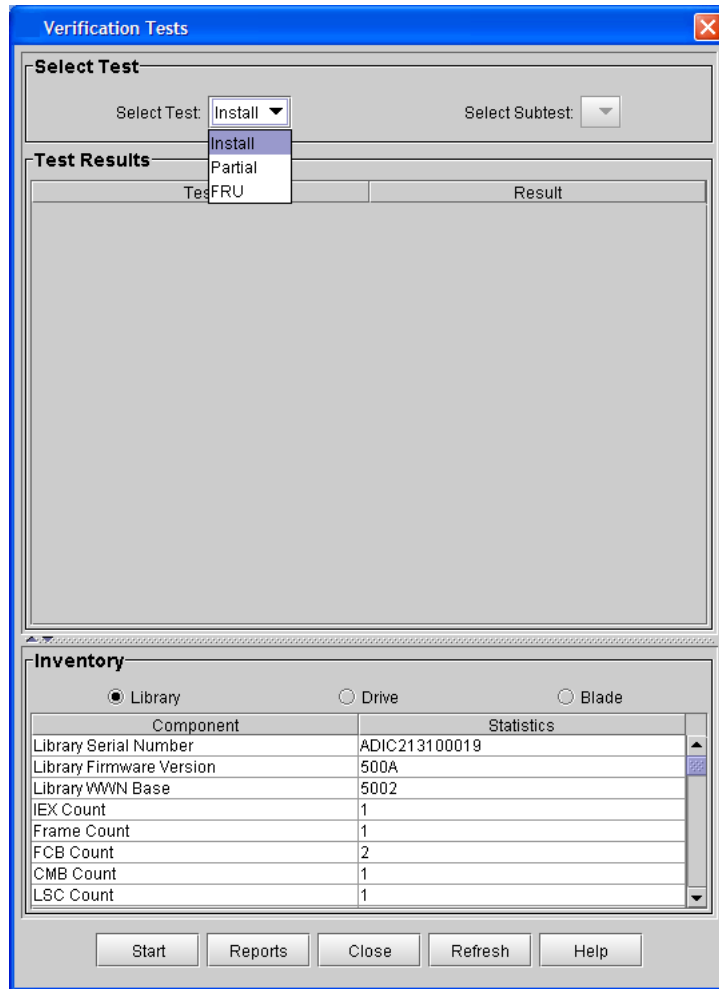 Verification Tests
Select Test
Select Test: Install
Select Subtest:
Install
Partial
FRU
Test Results
Result
Inventory
Library Drive Blade
Component Statistics
Library Serial Number ADIC213100019
Library Firmware Version 500A
Library WWN Base 5002
IEX Count 1
Frame Count 1
FCB Count 2
CMB Count 1
LSC Count 1
Start Reports Close Refresh Help